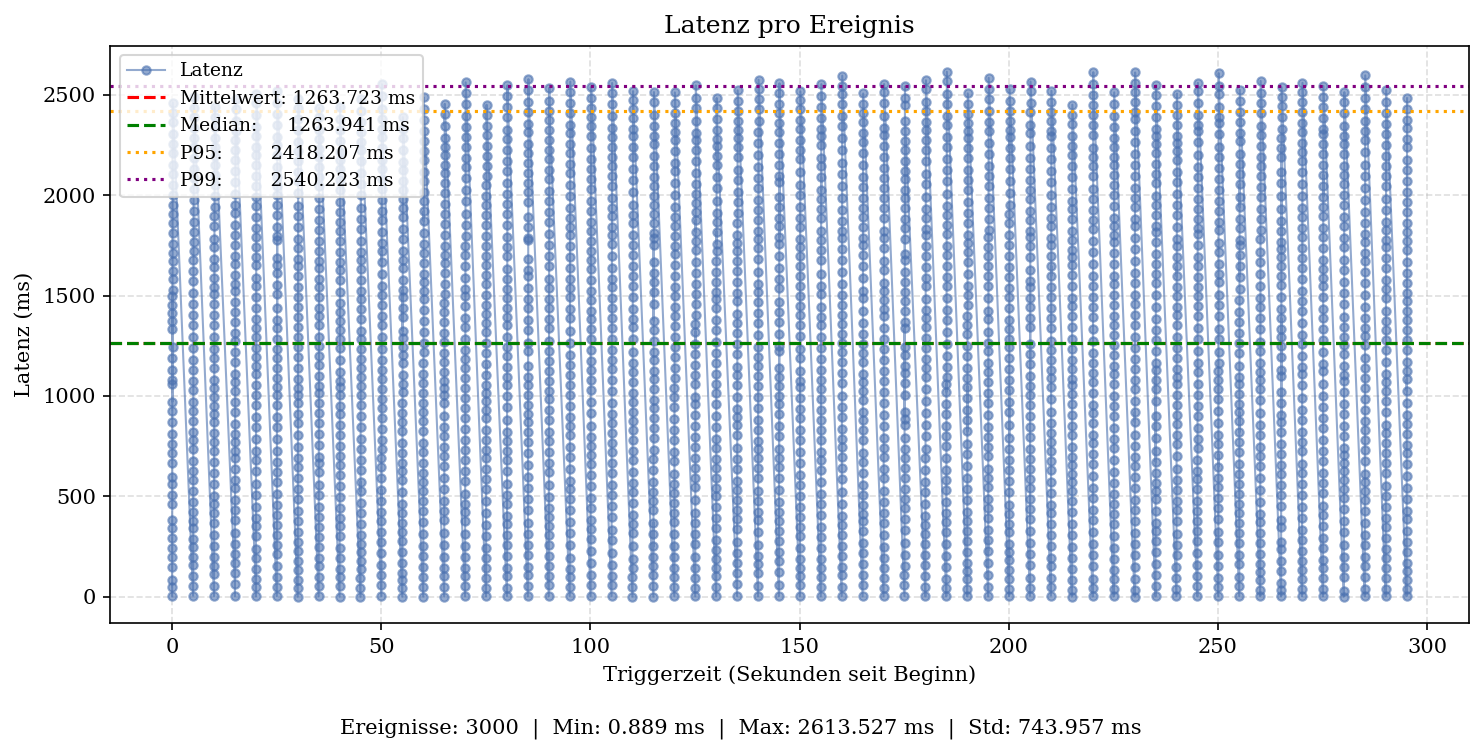 Latenz pro Ereignis
Latenz
Mittelwert: 1263.723 ms
Median: 1263.941 ms
P95: 2418.207 ms
P99: 2540.223 ms
Latenz (ms)
2500
2000
1500
1000
500
0
0 50 100 150 200 250 300
Triggerzeit (Sekunden seit Beginn)
Ereignisse: 3000 | Min: 0.889 ms | Max: 2613.527 ms | Std: 743.957 ms